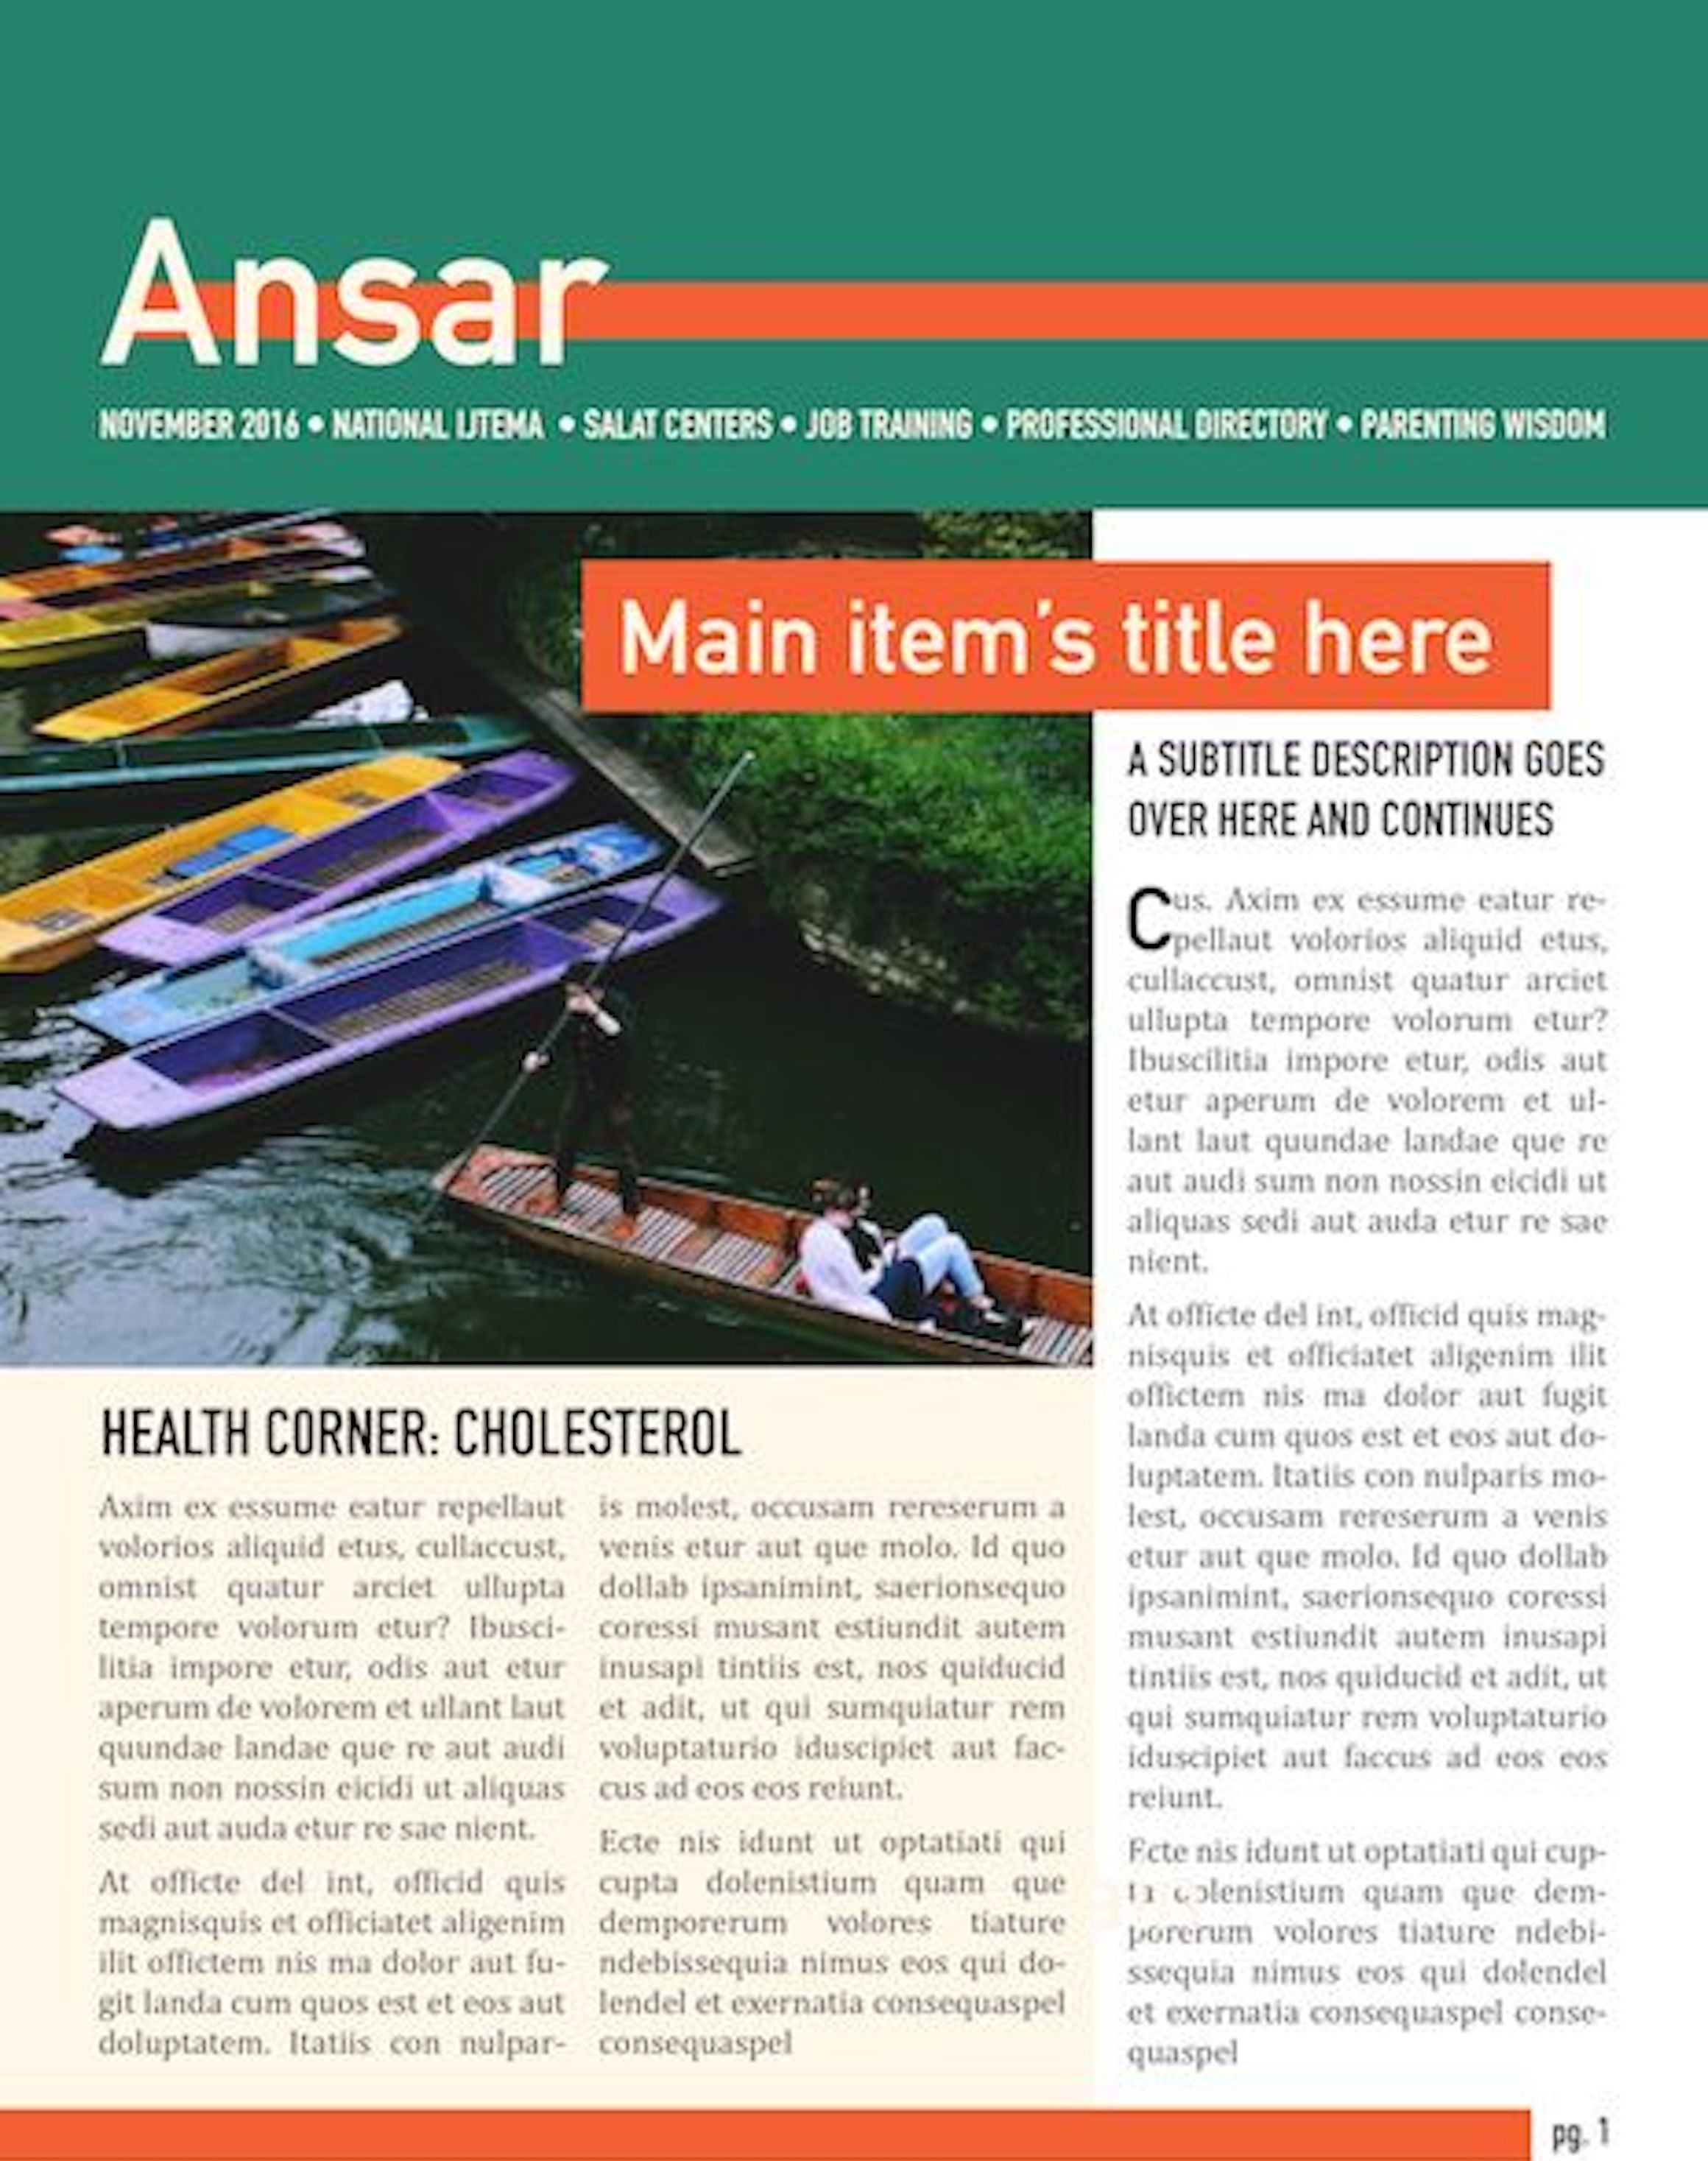 Ansar
NOVEMBER 2016 • NATIONAL IJTEMA • SALAT CENTERS • JOB TRAINING • PROFESSIONAL DIRECTORY • PARENTING WISDOM
Main item's title here
A SUBTITLE DESCRIPTION GOES
OVER HERE AND CONTINUES
Cus. Axim ex essume eatur re-
pellaut volorios aliquid etus,
cullaccust, omnist quatur arciet
ullupta tempore volorum etur?
Ibuscilitia impore etur, odis aut
etur aperum de volorem et ul-
lant laut quundae landae que re
aut audi sum non nossin eicidi ut
aliquas sedi aut auda etur re sae
nient.
At officte del int, officid quis mag-
nisquis et officiatet aligenim ilit
offictem nis ma dolor aut fugit
landa cum quos est et eos aut do-
luptatem. Itatiis con nulparis mo-
lest, occusam rereserum a venis
etur aut que molo. Id quo dollab
ipsanimint, saerionsequo coressi
musant estiundit autem inusapi
tintiis est, nos quiducid et adit, ut
qui sumquiatur rem voluptaturio
iduscipiet aut faccus ad eos eos
reiunt.
Ecte nis idunt ut optatiati qui cup-
ta dolenistium quam que dem-
porerum volores tiature ndebi-
ssequia nimus eos qui dolendel
et exernatia consequaspel conse-
quaspel
HEALTH CORNER: CHOLESTEROL
Axim ex essume eatur repellaut
volorios aliquid etus, cullaccust,
omnist quatur arciet ullupta
tempore volorum etur? Ibusci-
litia impore etur, odis aut etur
aperum de volorem et ullant laut
quundae landae que re aut audi
sum non nossin eicidi ut aliquas
sedi aut auda etur re sae nient.
At officte del int, officid quis
magnisquis et officiatet aligenim
ilit offictem nis ma dolor aut fu-
git landa cum quos est et eos aut
doluptatem. Itatiis con nulpar-
is molest, occusam rereserum a
venis etur aut que molo. Id quo
dollab ipsanimint, saerionsequo
coressi musant estiundit autem
inusapi tintiis est, nos quiducid
et adit, ut qui sumquiatur rem
voluptaturio iduscipiet aut fac-
cus ad eos eos reiunt.
Ecte nis idunt ut optatiati qui
cupta dolenistium quam que
demporerum volores tiature
ndebissequia nimus eos qui do-
lendel et exernatia consequaspel
consequaspel
pg. 1